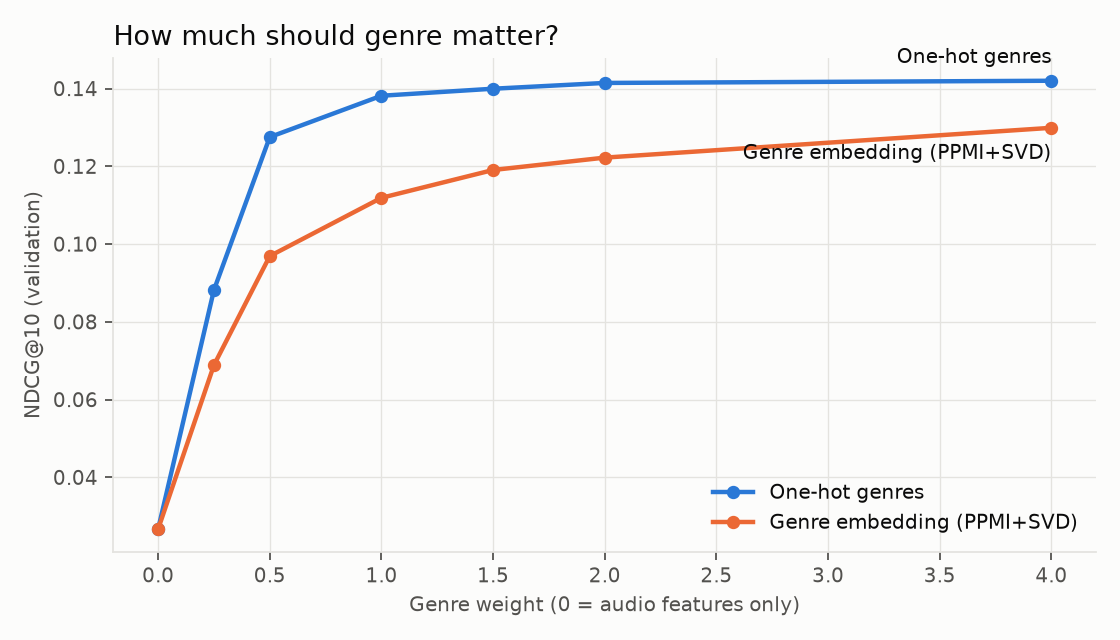 How much should genre matter?
One-hot genres
Genre embedding (PPMI+SVD)
NDCG@10 (validation)
0.14
0.12
0.10
0.08
0.06
0.04
One-hot genres
Genre embedding (PPMI+SVD)
0.0 0.5 1.0 1.5 2.0 2.5 3.0 3.5 4.0
Genre weight (0 = audio features only)